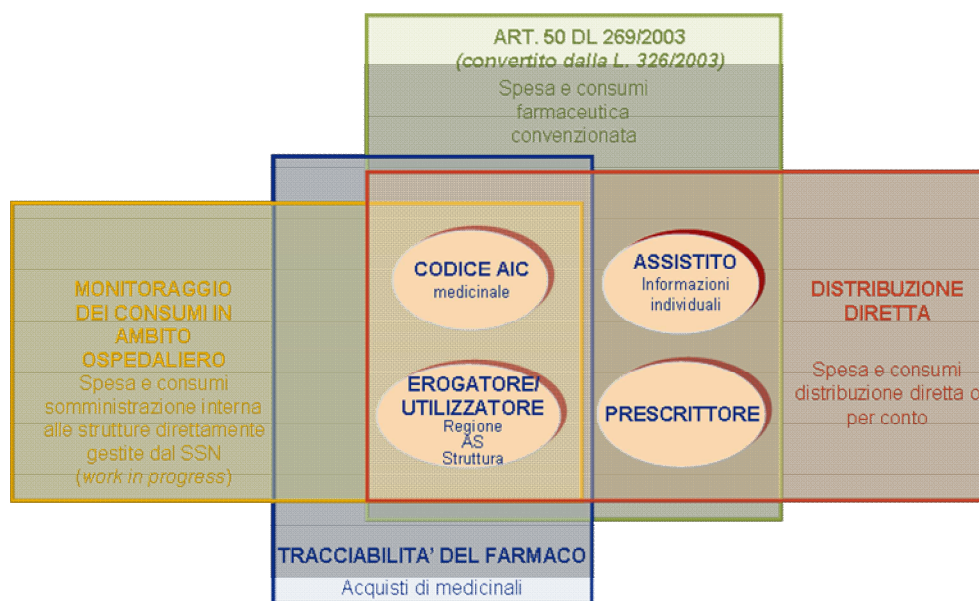 ART. 50 DL 269/2003
(convertito dalla L. 326/2003)
Spesa e consumi
farmaceutica
convenzionata
CODICE AIC
medicinale
ASSISTITO
Informazioni
individuali
EROGATORE/
UTILIZZATORE
Regione
AS
Struttura
PRESCRITTORE
MONITORAGGIO
DEI CONSUMI IN
AMBITO
OSPEDALIERO
Spesa e consumi
somministrazione interna
alle strutture direttamente
gestite dal SSN
(work in progress)
DISTRIBUZIONE
DIRETTA
Spesa e consumi
distribuzione diretta o
per conto
TRACCIABILITA' DEL FARMACO
Acquisti di medicinali